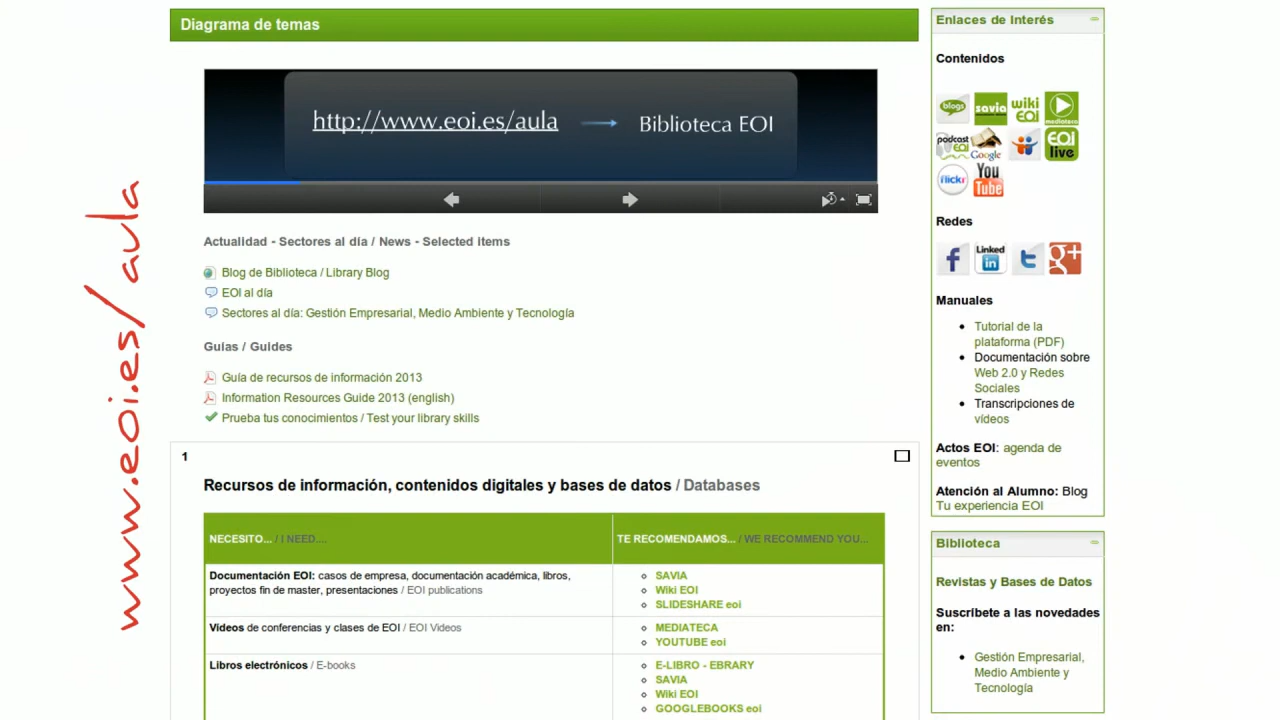 Diagrama de temas
http://www.eoi.es/aula
Biblioteca EOI
Actualidad - Sectores al día / News - Selected items
Blog de Biblioteca / Library Blog
EOI al día
Sectores al día: Gestión Empresarial, Medio Ambiente y Tecnología
Guias / Guides
Guía de recursos de información 2013
Information Resources Guide 2013 (english)
Prueba tus conocimientos / Test your library skills
www.eoi.es/aula
1
Recursos de información, contenidos digitales y bases de datos / Databases
NECESITO... / I NEED....
TE RECOMENDAMOS... / WE RECOMMEND YOU...
Documentación EOI: casos de empresa, documentación académica, libros,
proyectos fin de master, presentaciones / EOI publications
SAVIA
Wiki EOI
SLIDESHARE eoi
Vídeos de conferencias y clases de EOI / EOI Videos
MEDIATECA
YOUTUBE eoi
Libros electrónicos / E-books
E-LIBRO - EBRARY
SAVIA
Wiki EOI
GOOGLEBOOKS eoi
Enlaces de Interés
Contenidos
blogs
savia
wiki
EOI
mediateca
podcast
EOI
Google
EOI
live
flickr
You
Tube
Redes
f
Linked
in
t
g+
Manuales
Tutorial de la
plataforma (PDF)
Documentación sobre
Web 2.0 y Redes
Sociales
Transcripciones de
vídeos
Actos EOI: agenda de
eventos
Atención al Alumno: Blog
Tu experiencia EOI
Biblioteca
Revistas y Bases de Datos
Suscríbete a las novedades
en:
Gestión Empresarial,
Medio Ambiente y
Tecnología